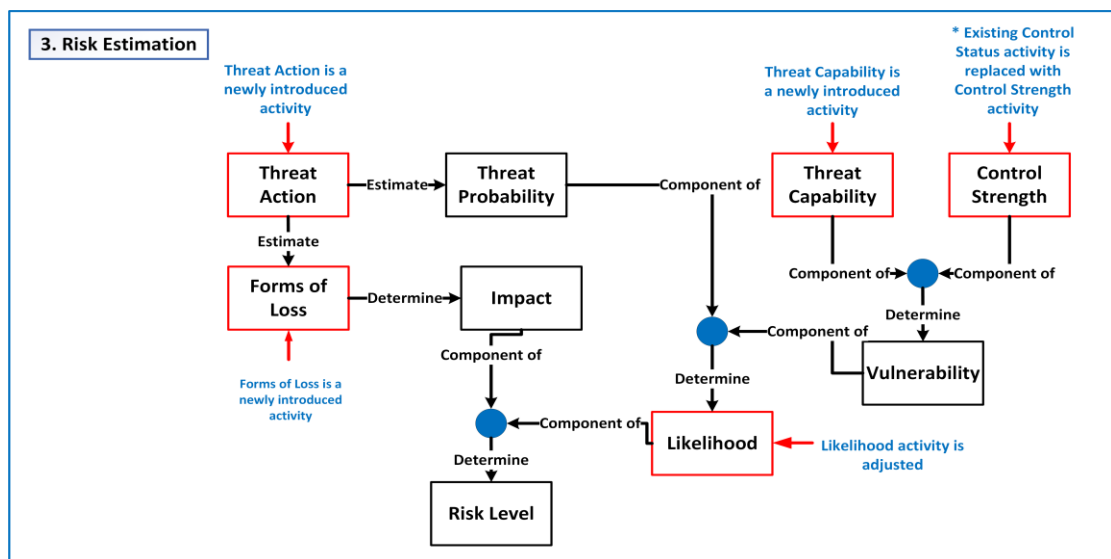 3. Risk Estimation
Threat Action is a
newly introduced
activity
Threat Capability is
a newly introduced
activity
* Existing Control
Status activity is
replaced with
Control Strength
activity
Threat
Action
Estimate
Threat
Probability
Component of
Threat
Capability
Control
Strength
Estimate
Forms of
Loss
Determine
Impact
Component of
Component of
Determine
Component of
Vulnerability
Component of
Determine
Forms of Loss is a
newly introduced
activity
Component of
Likelihood
Likelihood activity is
adjusted
Determine
Risk Level